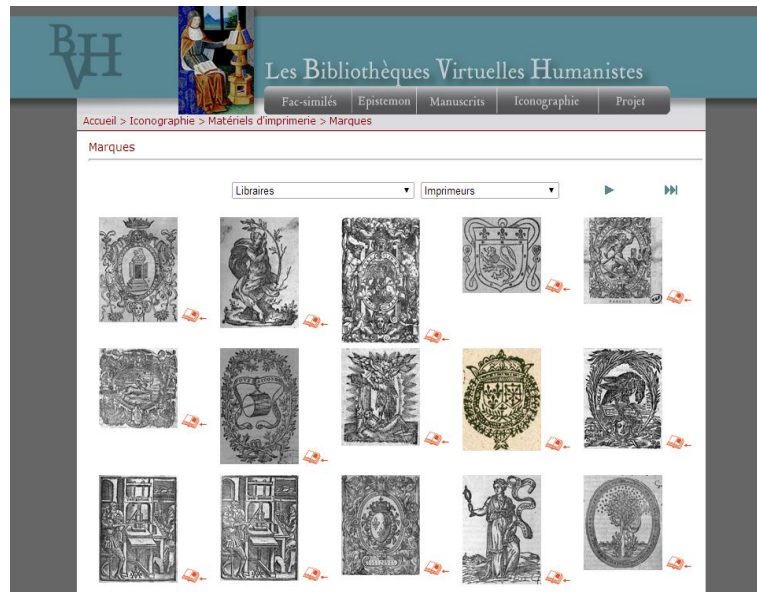 BVH
Les Bibliothèques Virtuelles Humanistes
Fac-similés Epistemon Manuscrits Iconographie Projet
Accueil > Iconographie > Matériels d'imprimerie > Marques
Marques
Libraires Imprimeurs